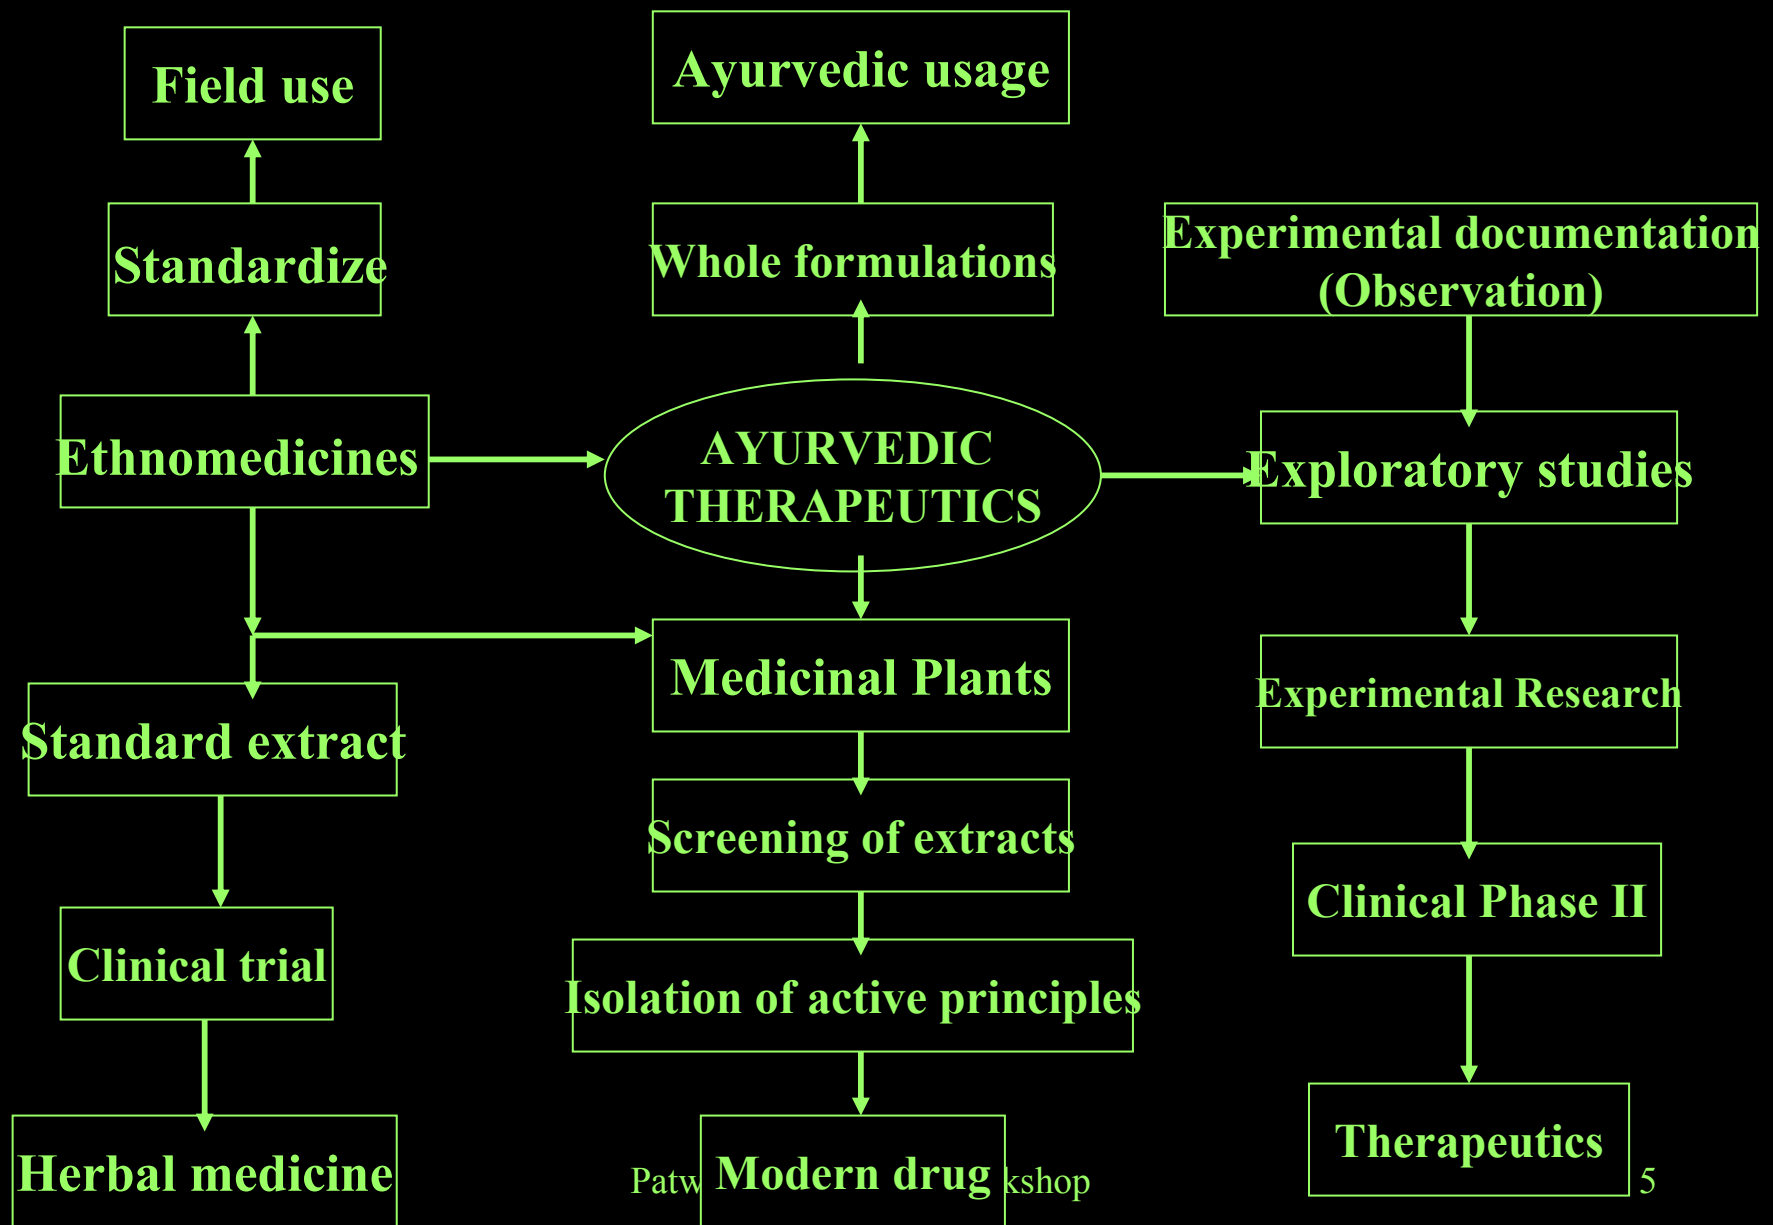 Field use
Ayurvedic usage
Standardize
Whole formulations
Experimental documentation
(Observation)
Ethnomedicines
AYURVEDIC
THERAPEUTICS
Exploratory studies
Medicinal Plants
Experimental Research
Standard extract
Screening of extracts
Clinical Phase II
Clinical trial
Isolation of active principles
Therapeutics
Herbal medicine
Modern drug
5